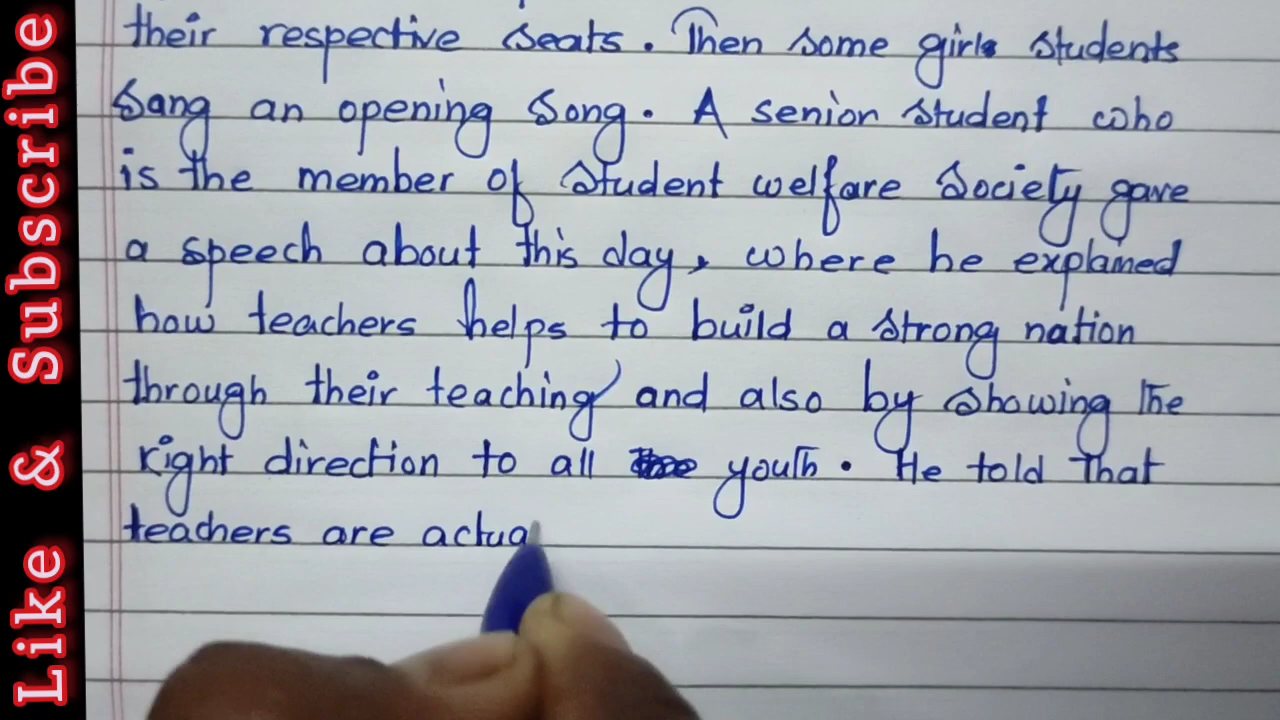 Like & Subscribe
their respective seats. Then some girls students
sang an opening song. A senior student who
is the member of student welfare society gave
a speech about this day, where he explained
how teachers helps to build a strong nation
through their teaching and also by showing the
right direction to all youth. He told that
teachers are actua